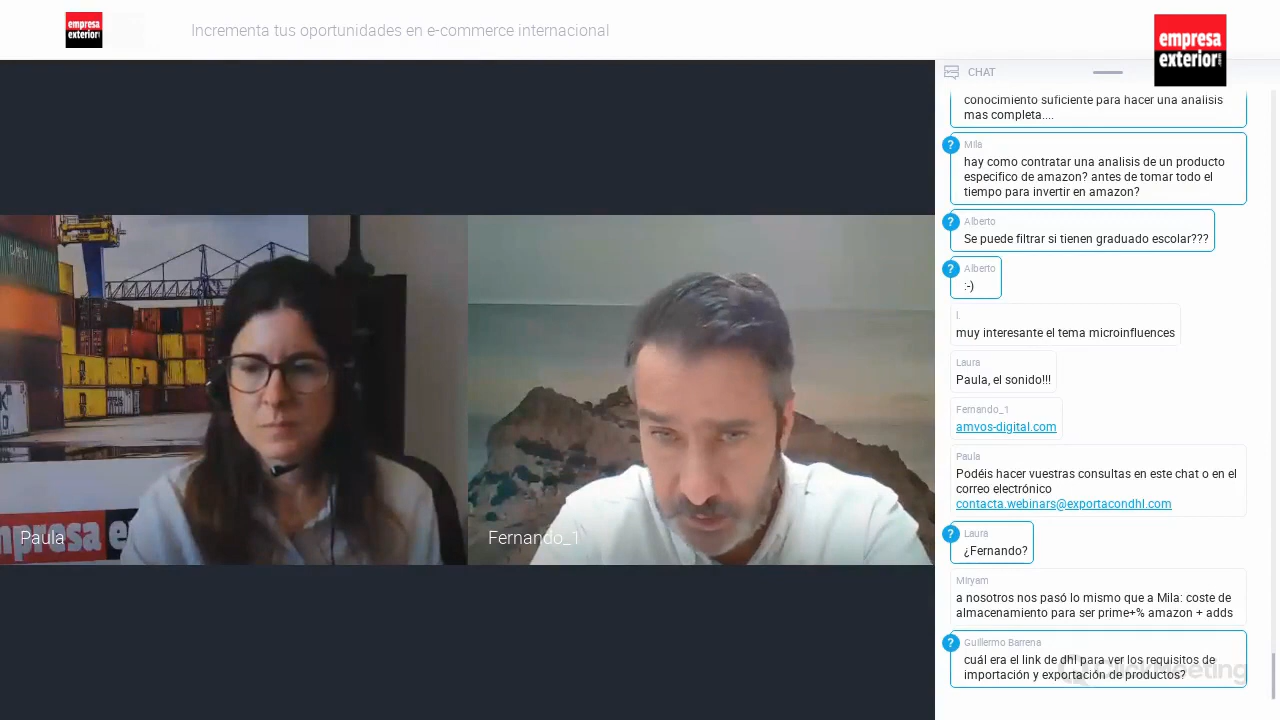 empresa
exterior.com
Incrementa tus oportunidades en e-commerce internacional
empresa
exterior.com
CHAT
conocimiento suficiente para hacer una analisis
mas completa....
? Mila
hay como contratar una analisis de un producto
especifico de amazon? antes de tomar todo el
tiempo para invertir en amazon?
? Alberto
Se puede filtrar si tienen graduado escolar???
? Alberto
:-)
I.
muy interesante el tema microinfluences
Laura
Paula, el sonido!!!
Fernando_1
amvos-digital.com
Paula
Podéis hacer vuestras consultas en este chat o en el
correo electrónico
contacta.webinars@exportacondhl.com
? Laura
¿Fernando?
Miryam
a nosotros nos pasó lo mismo que a Mila: coste de
almacenamiento para ser prime+% amazon + adds
? Guillermo Barrena
cuál era el link de dhl para ver los requisitos de
importación y exportación de productos?
ClickMeeting
empresa e
Paula
Fernando_1